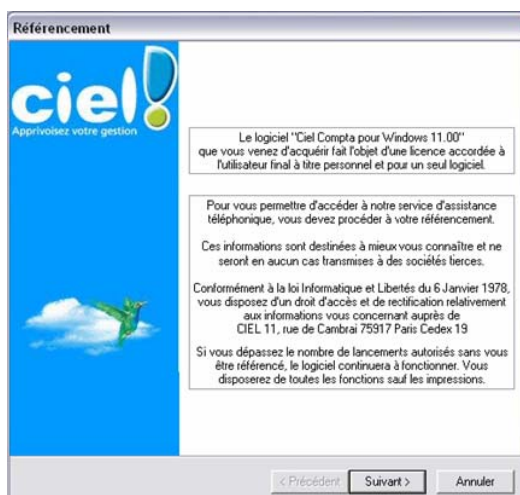 Référencement
ciel!
Apprivoisez votre gestion
Le logiciel "Ciel Compta pour Windows 11.00"
que vous venez d'acquérir fait l'objet d'une licence accordée à
l'utilisateur final à titre personnel et pour un seul logiciel.
Pour vous permettre d'accéder à notre service d'assistance
téléphonique, vous devez procéder à votre référencement.
Ces informations sont destinées à mieux vous connaître et ne
seront en aucun cas transmises à des sociétés tierces.
Conformément à la loi Informatique et Libertés du 6 Janvier 1978,
vous disposez d'un droit d'accès et de rectification relativement
aux informations vous concernant auprès de
CIEL 11, rue de Cambrai 75917 Paris Cedex 19
Si vous dépassez le nombre de lancements autorisés sans vous
être référencé, le logiciel continuera à fonctionner. Vous
disposerez de toutes les fonctions sauf les impressions.
< Précédent Suivant > Annuler